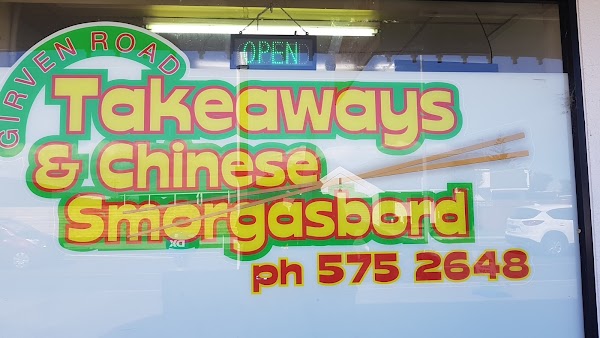 OPEN
GIRVEN ROAD
Takeaways
& Chinese
Smorgasbord
ph 575 2648